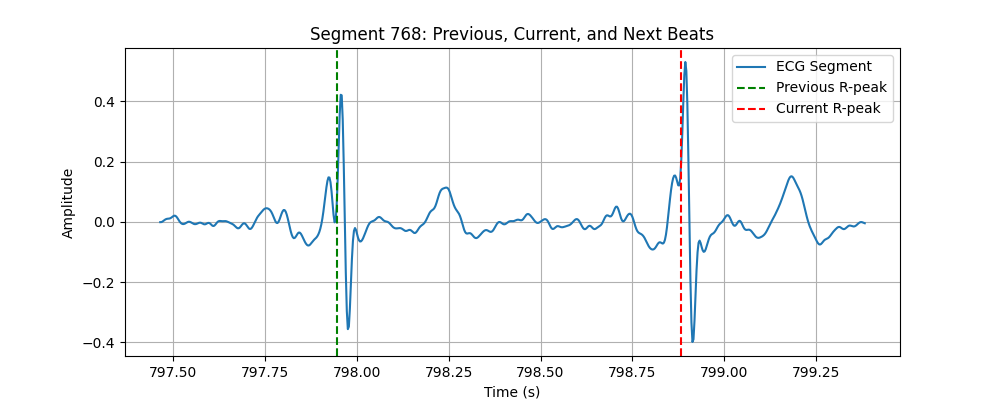 Segment 768: Previous, Current, and Next Beats
ECG Segment
Previous R-peak
Current R-peak
Amplitude
0.4
0.2
0.0
−0.2
−0.4
797.50 797.75 798.00 798.25 798.50 798.75 799.00 799.25
Time (s)